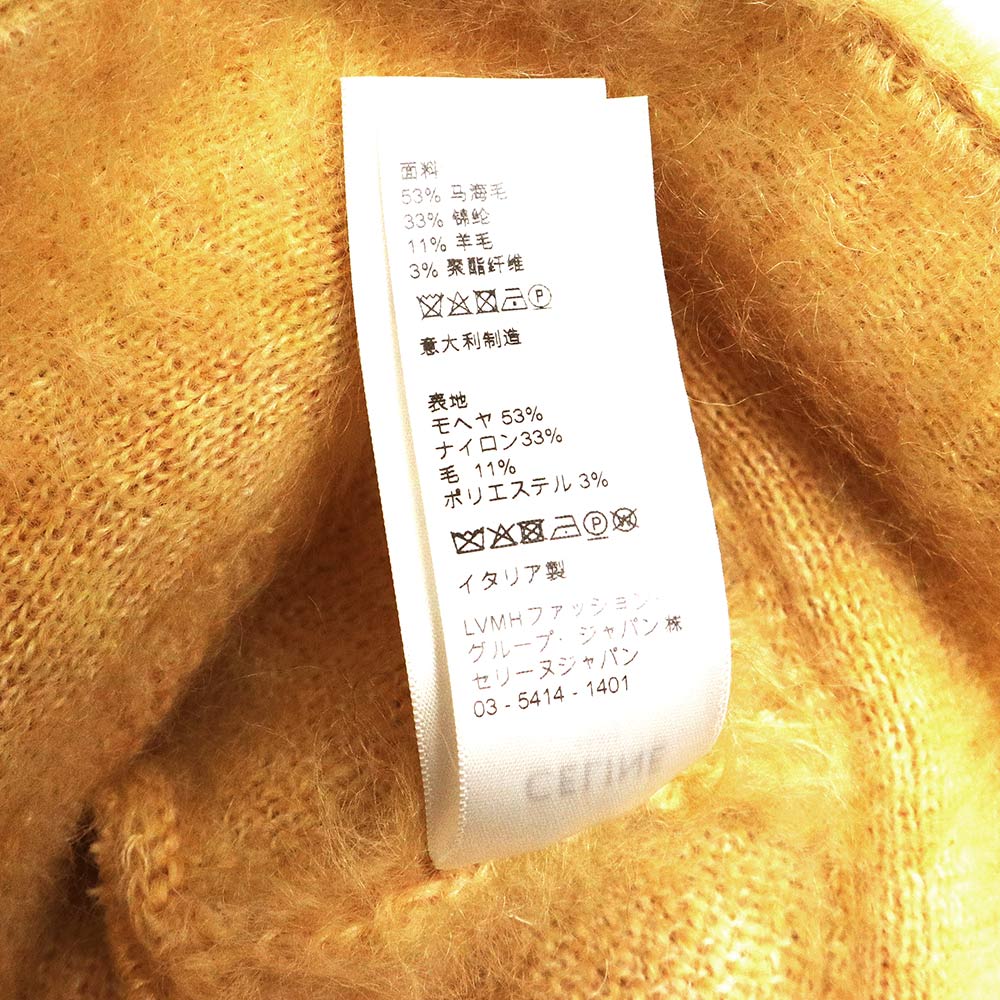 面料
53% 马海毛
33% 锦纶
11% 羊毛
3% 聚酯纤维
P
意大利制造
表地
モヘヤ 53%
ナイロン33%
毛 11%
ポリエステル 3%
P
イタリア製
LVMHファッション・
グループ・ジャパン 株
セリーヌジャパン
03 - 5414 - 1401
CELINE